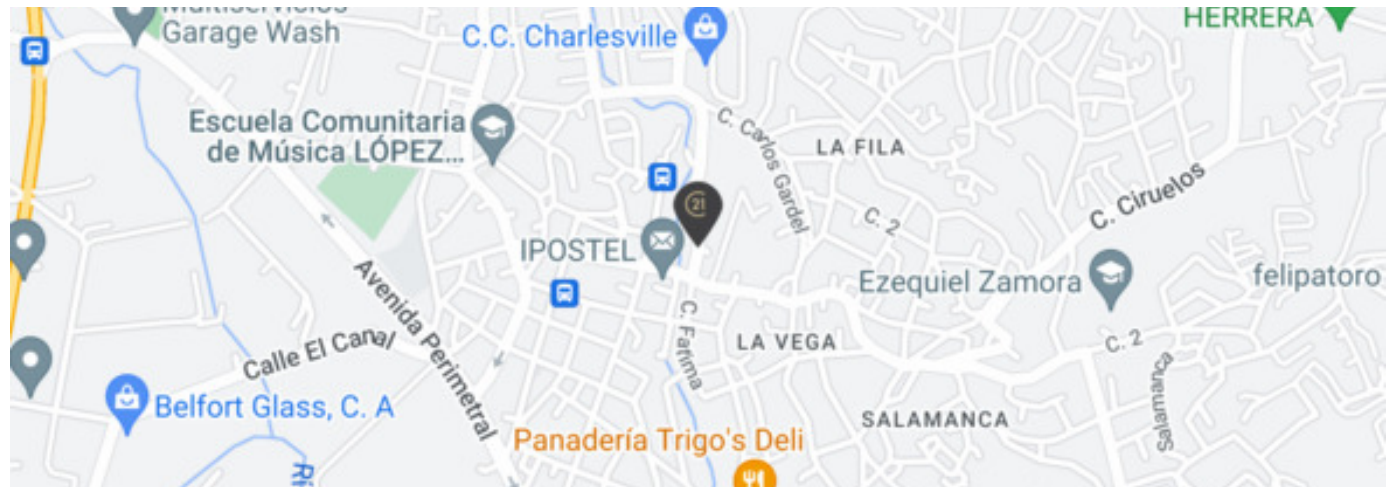 Multiservicios
Garage Wash
C.C. Charlesville
HERRERA
Escuela Comunitaria
de Música LÓPEZ...
C. Carlos Gardel
LA FILA
21
C. 2
C. Ciruelos
IPOSTEL
Ezequiel Zamora
felipatoro
Avenida Perimetral
C. Fatima
LA VEGA
C. 2
Calle El Canal
Salamanca
Belfort Glass, C. A
SALAMANCA
Panadería Trigo's Deli